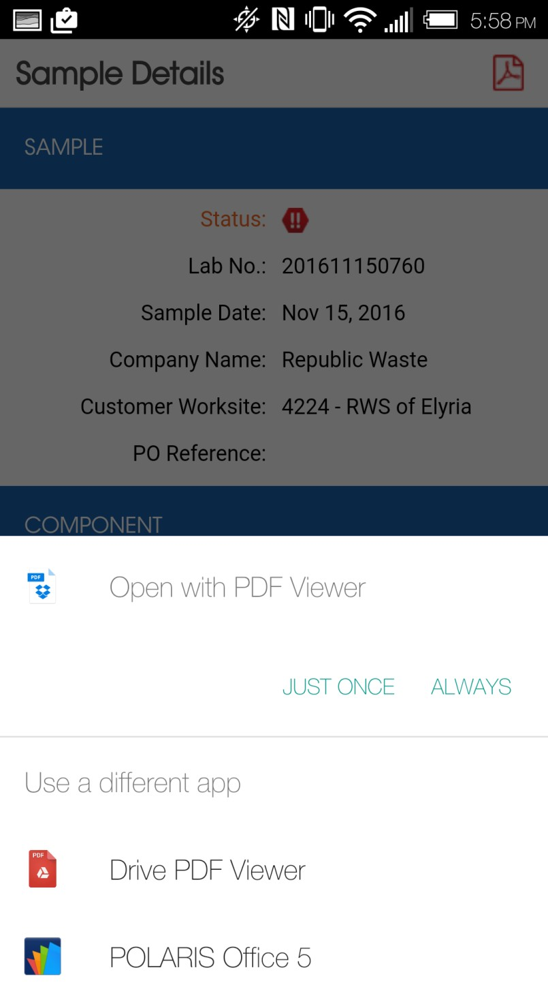 5:58 PM
Sample Details
SAMPLE
Status:
Lab No.: 201611150760
Sample Date: Nov 15, 2016
Company Name: Republic Waste
Customer Worksite: 4224 - RWS of Elyria
PO Reference:
COMPONENT
PDF
Open with PDF Viewer
JUST ONCE ALWAYS
Use a different app
PDF
Drive PDF Viewer
POLARIS Office 5